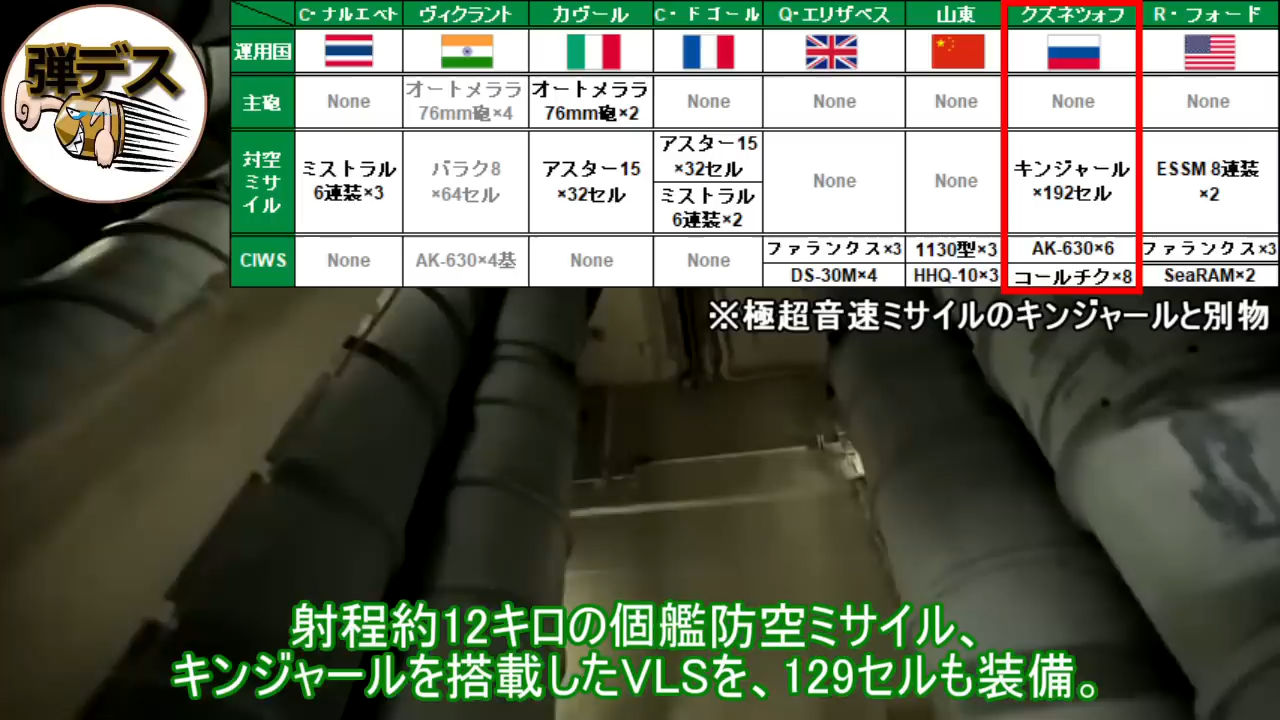 弾デス
C・ナルエベト ヴィクラント カヴール C・ドゴール Q・エリザベス 山東 クズネツォフ R・フォード
運用国
主砲 None オートメララ 76mm砲×4 オートメララ 76mm砲×2 None None None None None
対空ミサイル ミストラル 6連装×3 バラク8 ×64セル アスター15 ×32セル アスター15 ×32セル ミストラル 6連装×2 None None キンジャール ×192セル ESSM 8連装 ×2
CIWS None AK-630×4基 None None ファランクス×3 DS-30M×4 1130型×3 HHQ-10×3 AK-630×6 コールチク×8 ファランクス×3 SeaRAM×2
※極超音速ミサイルのキンジャールと別物
射程約12キロの個艦防空ミサイル、
キンジャールを搭載したVLSを、129セルも装備。